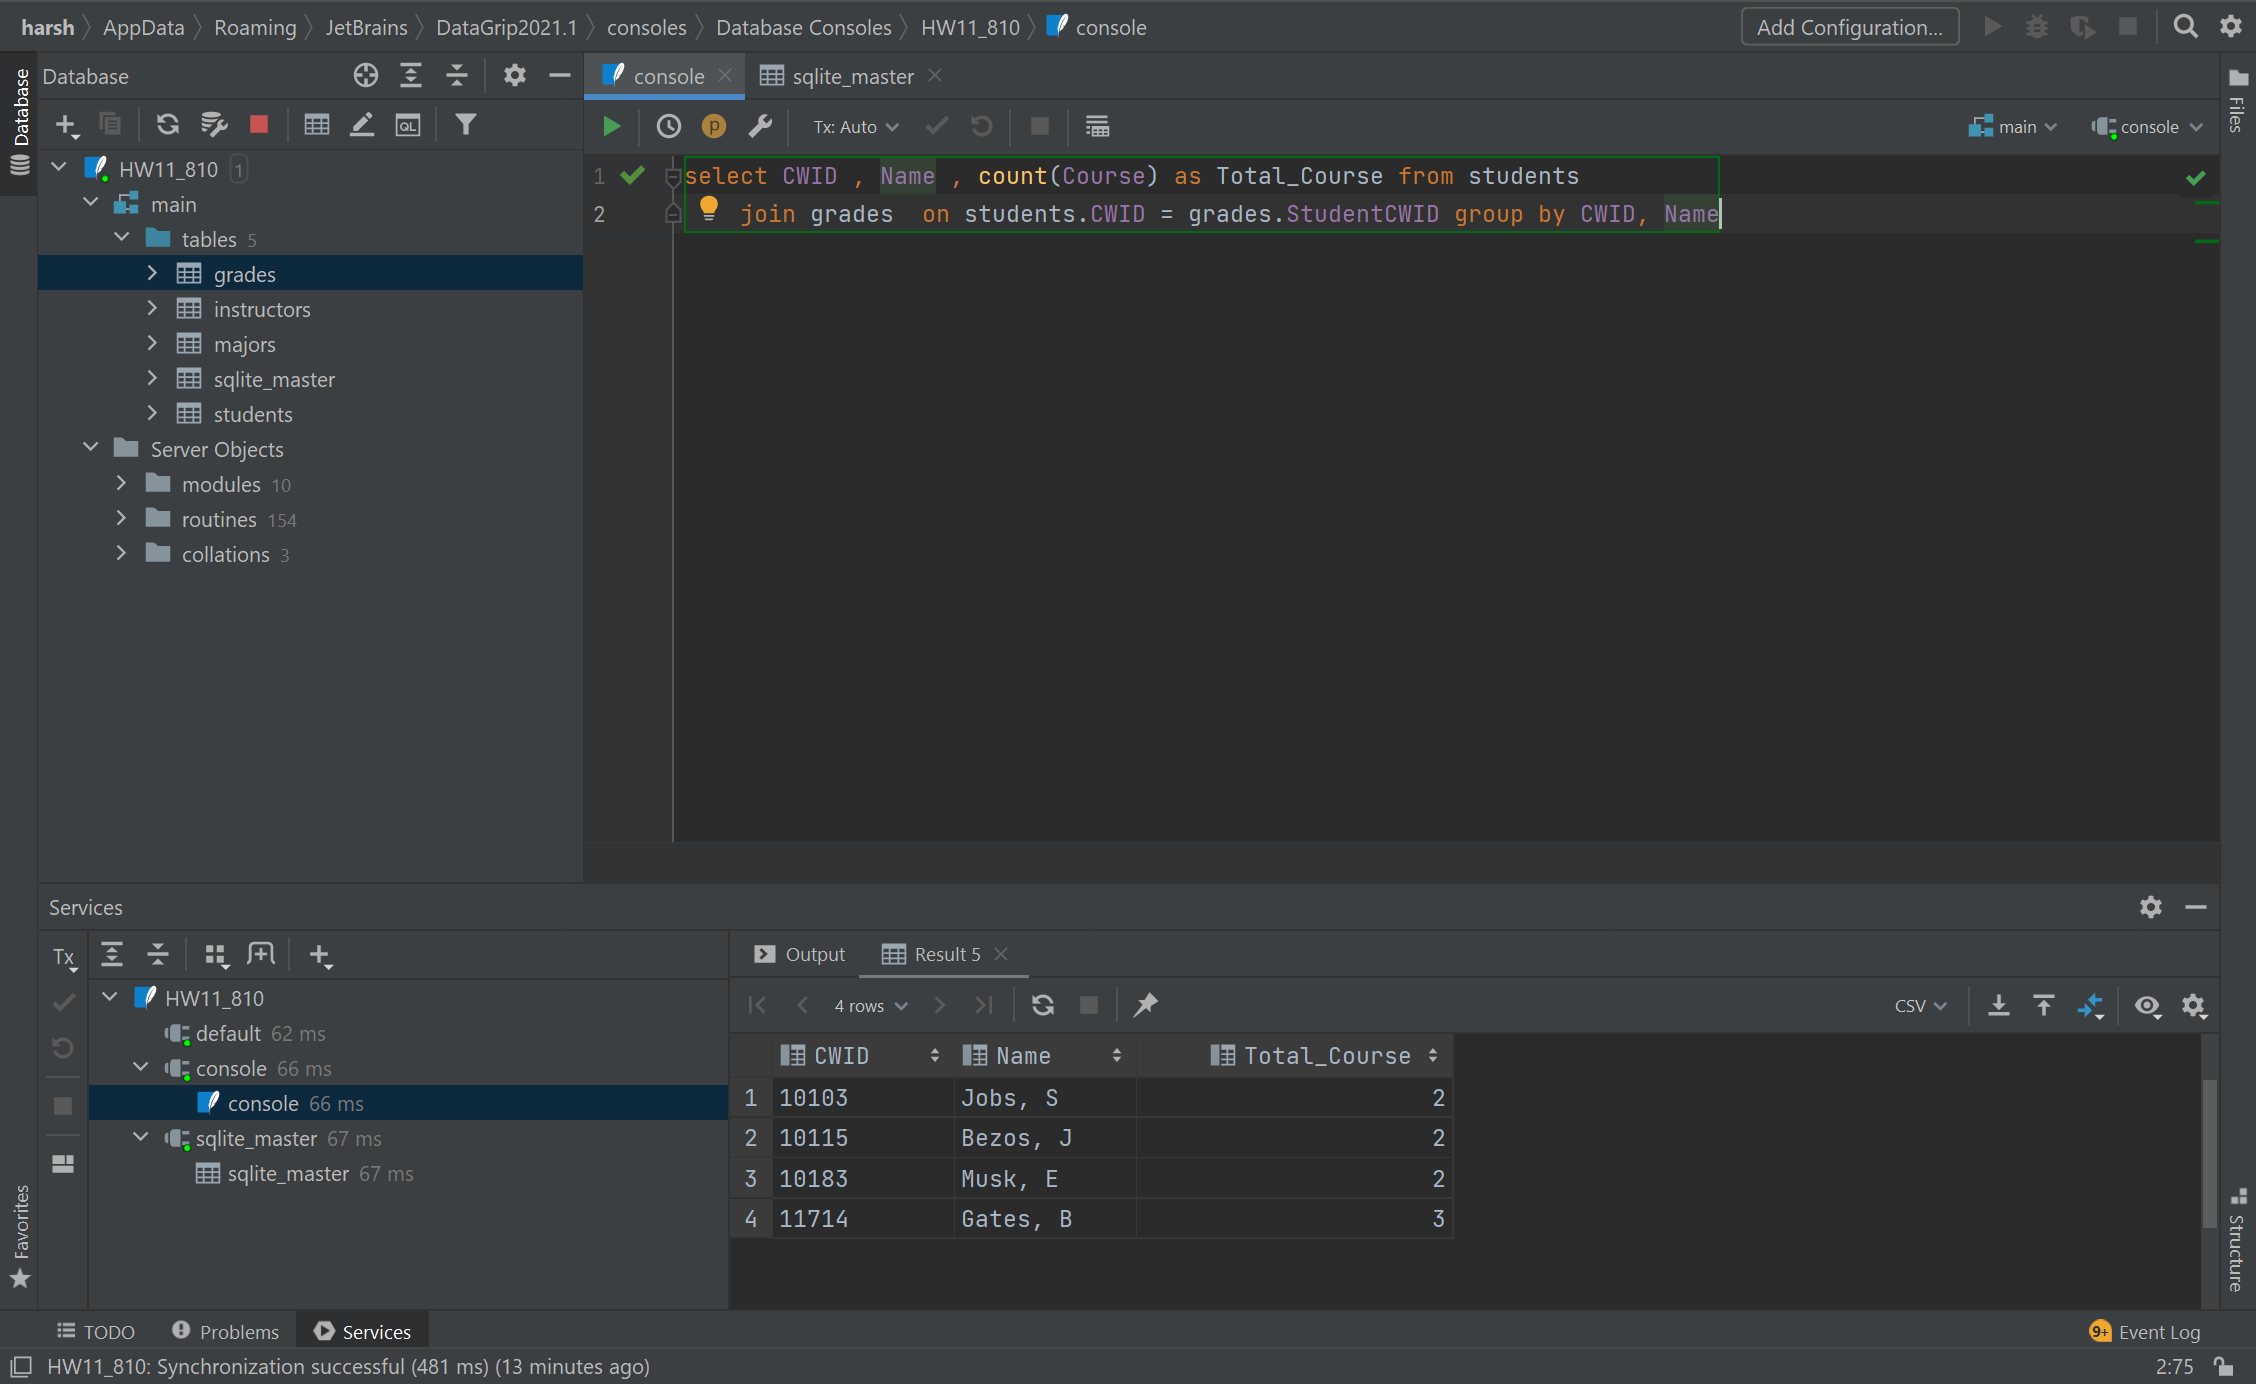 harsh AppData Roaming JetBrains DataGrip2021.1 consoles Database Consoles HW11_810 console Add Configuration...
Database
Database
console sqlite_master
Files
QL
p
Tx: Auto
main
console
HW11_810 1
main
tables 5
grades
instructors
majors
sqlite_master
students
Server Objects
modules 10
routines 154
collations 3
1 select CWID , Name , count(Course) as Total_Course from students
2 join grades on students.CWID = grades.StudentCWID group by CWID, Name
Services
Tx
HW11_810
default 62 ms
console 66 ms
console 66 ms
sqlite_master 67 ms
sqlite_master 67 ms
Output Result 5
4 rows CSV
CWID Name Total_Course
1 10103 Jobs, S 2
2 10115 Bezos, J 2
3 10183 Musk, E 2
4 11714 Gates, B 3
Favorites
Structure
TODO Problems Services 9+ Event Log
HW11_810: Synchronization successful (481 ms) (13 minutes ago) 2:75